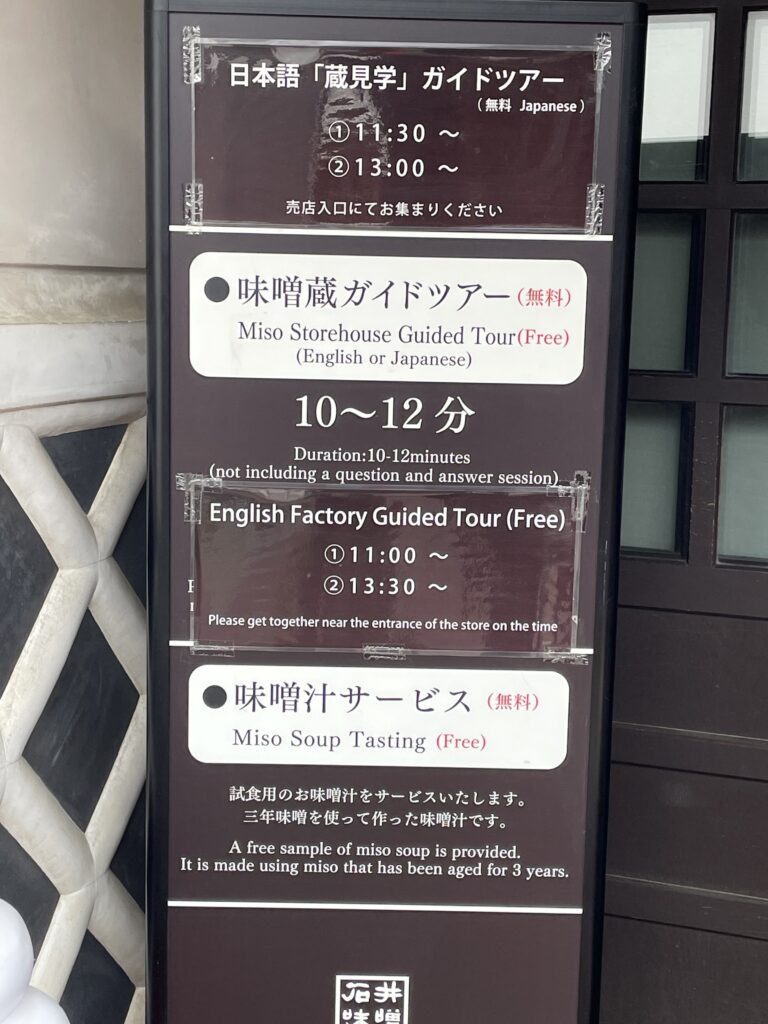 日本語「蔵見学」ガイドツアー
(無料 Japanese)
①11:30 ～
②13:00 ～
売店入口にてお集まりください
●味噌蔵ガイドツアー(無料)
Miso Storehouse Guided Tour(Free)
(English or Japanese)
10～12 分
Duration:10-12minutes
(not including a question and answer session)
English Factory Guided Tour (Free)
①11:00 ～
②13:30 ～
Please get together near the entrance of the store on the time
●味噌汁サービス (無料)
Miso Soup Tasting (Free)
試食用のお味噌汁をサービスいたします。
三年味噌を使って作った味噌汁です。
A free sample of miso soup is provided.
It is made using miso that has been aged for 3 years.
石井
味噌